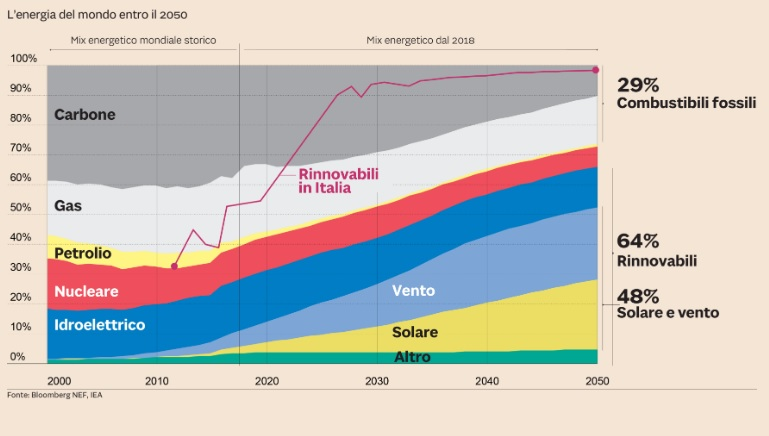 L'energia del mondo entro il 2050
Mix energetico mondiale storico
Mix energetico dal 2018
100%
90%
80%
70%
60%
50%
40%
30%
20%
10%
0%
Carbone
Gas
Petrolio
Nucleare
Idroelettrico
Rinnovabili
in Italia
Vento
Solare
Altro
29%
Combustibili fossili
64%
Rinnovabili
48%
Solare e vento
2000
2010
2020
2030
2040
2050
Fonte: Bloomberg NEF, IEA